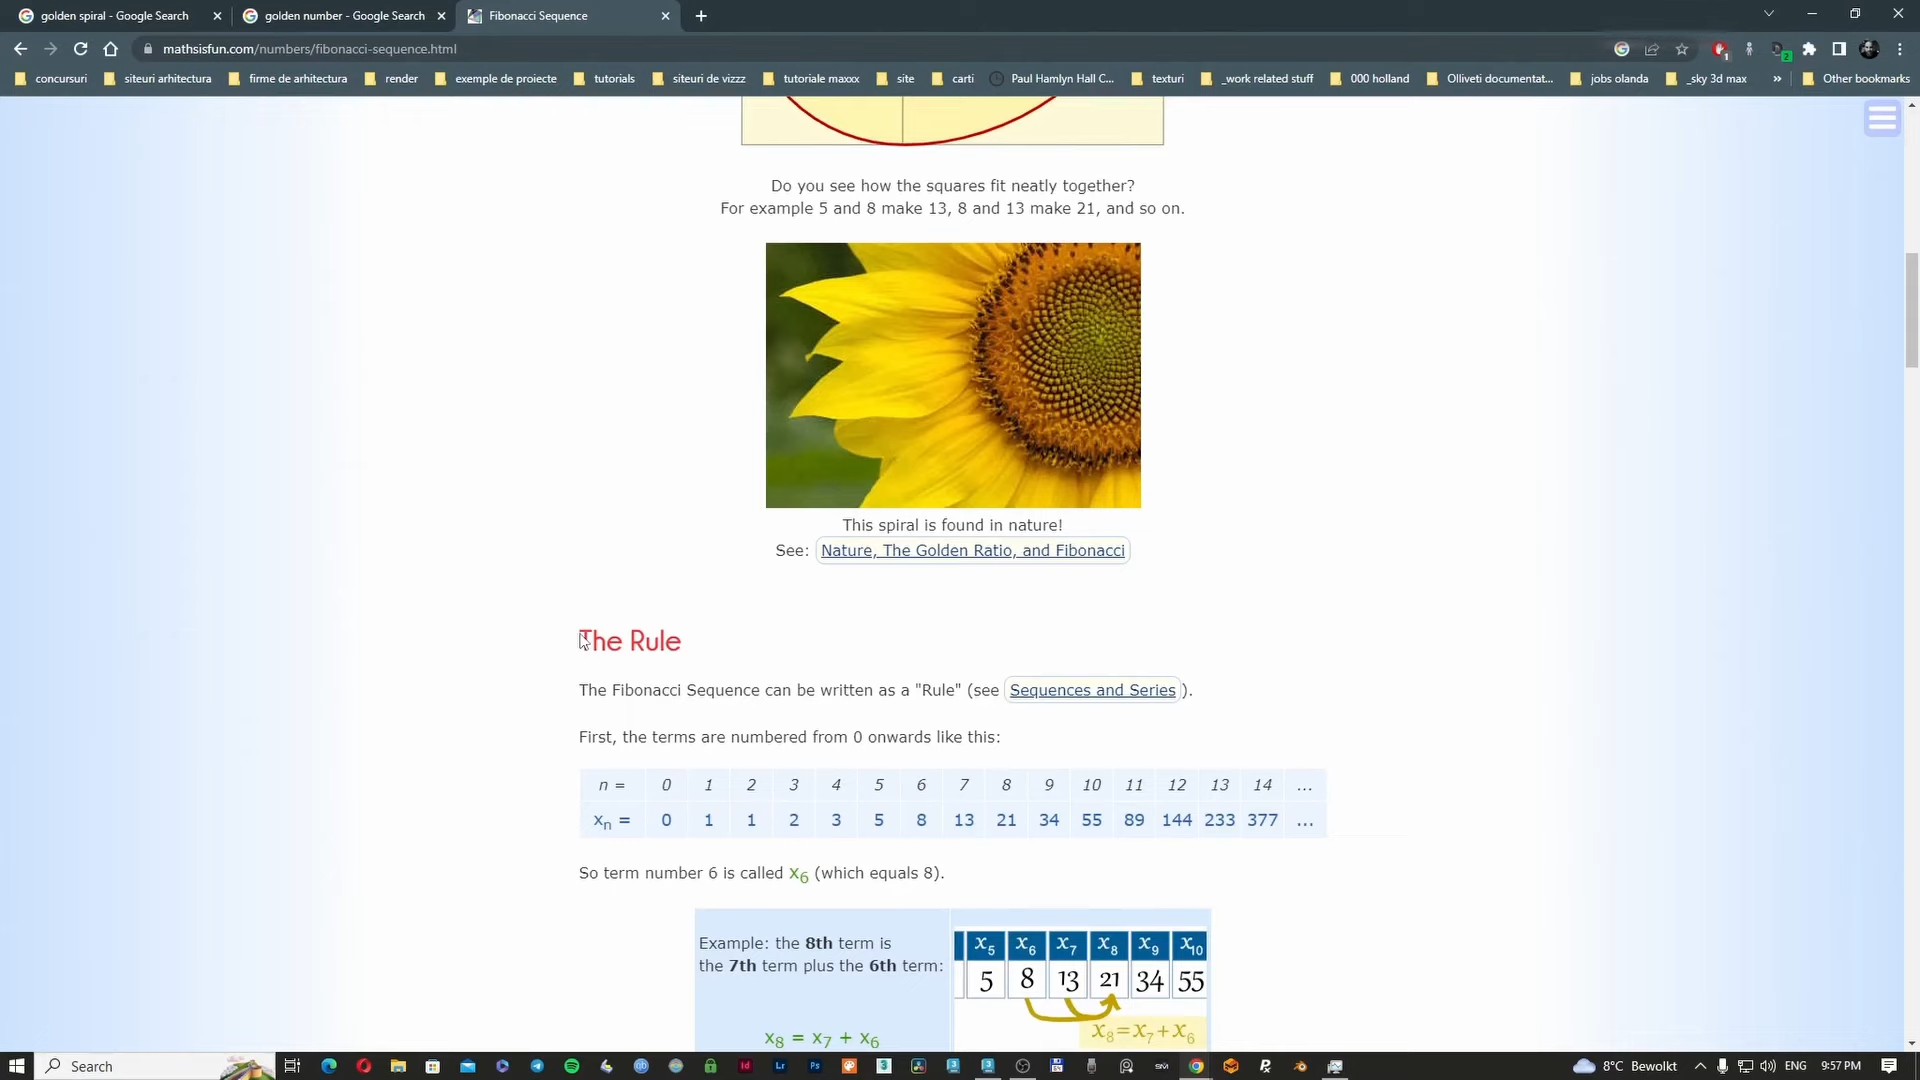 golden spiral - Google Search
golden number - Google Search
Fibonacci Sequence
mathsisfun.com/numbers/fibonacci-sequence.html
concursuri
siteuri arhitectura
firme de arhitectura
render
exemple de proiecte
tutorials
siteuri de vizzz
tutoriale maxxx
site
carti
Paul Hamlyn Hall C...
texturi
_work related stuff
000 holland
Olliveti documentat...
jobs olanda
_sky 3d max
»
Other bookmarks
Do you see how the squares fit neatly together?
For example 5 and 8 make 13, 8 and 13 make 21, and so on.
This spiral is found in nature!
See: Nature, The Golden Ratio, and Fibonacci
The Rule
The Fibonacci Sequence can be written as a "Rule" (see Sequences and Series ).
First, the terms are numbered from 0 onwards like this:
n = 0 1 2 3 4 5 6 7 8 9 10 11 12 13 14 ...
xn = 0 1 1 2 3 5 8 13 21 34 55 89 144 233 377 ...
So term number 6 is called x6 (which equals 8).
Example: the 8th term is
the 7th term plus the 6th term:
x8 = x7 + x6
x5 x6 x7 x8 x9 x10
5 8 13 21 34 55
x8=x7+x6
Search
8°C Bewolkt
ENG
9:57 PM